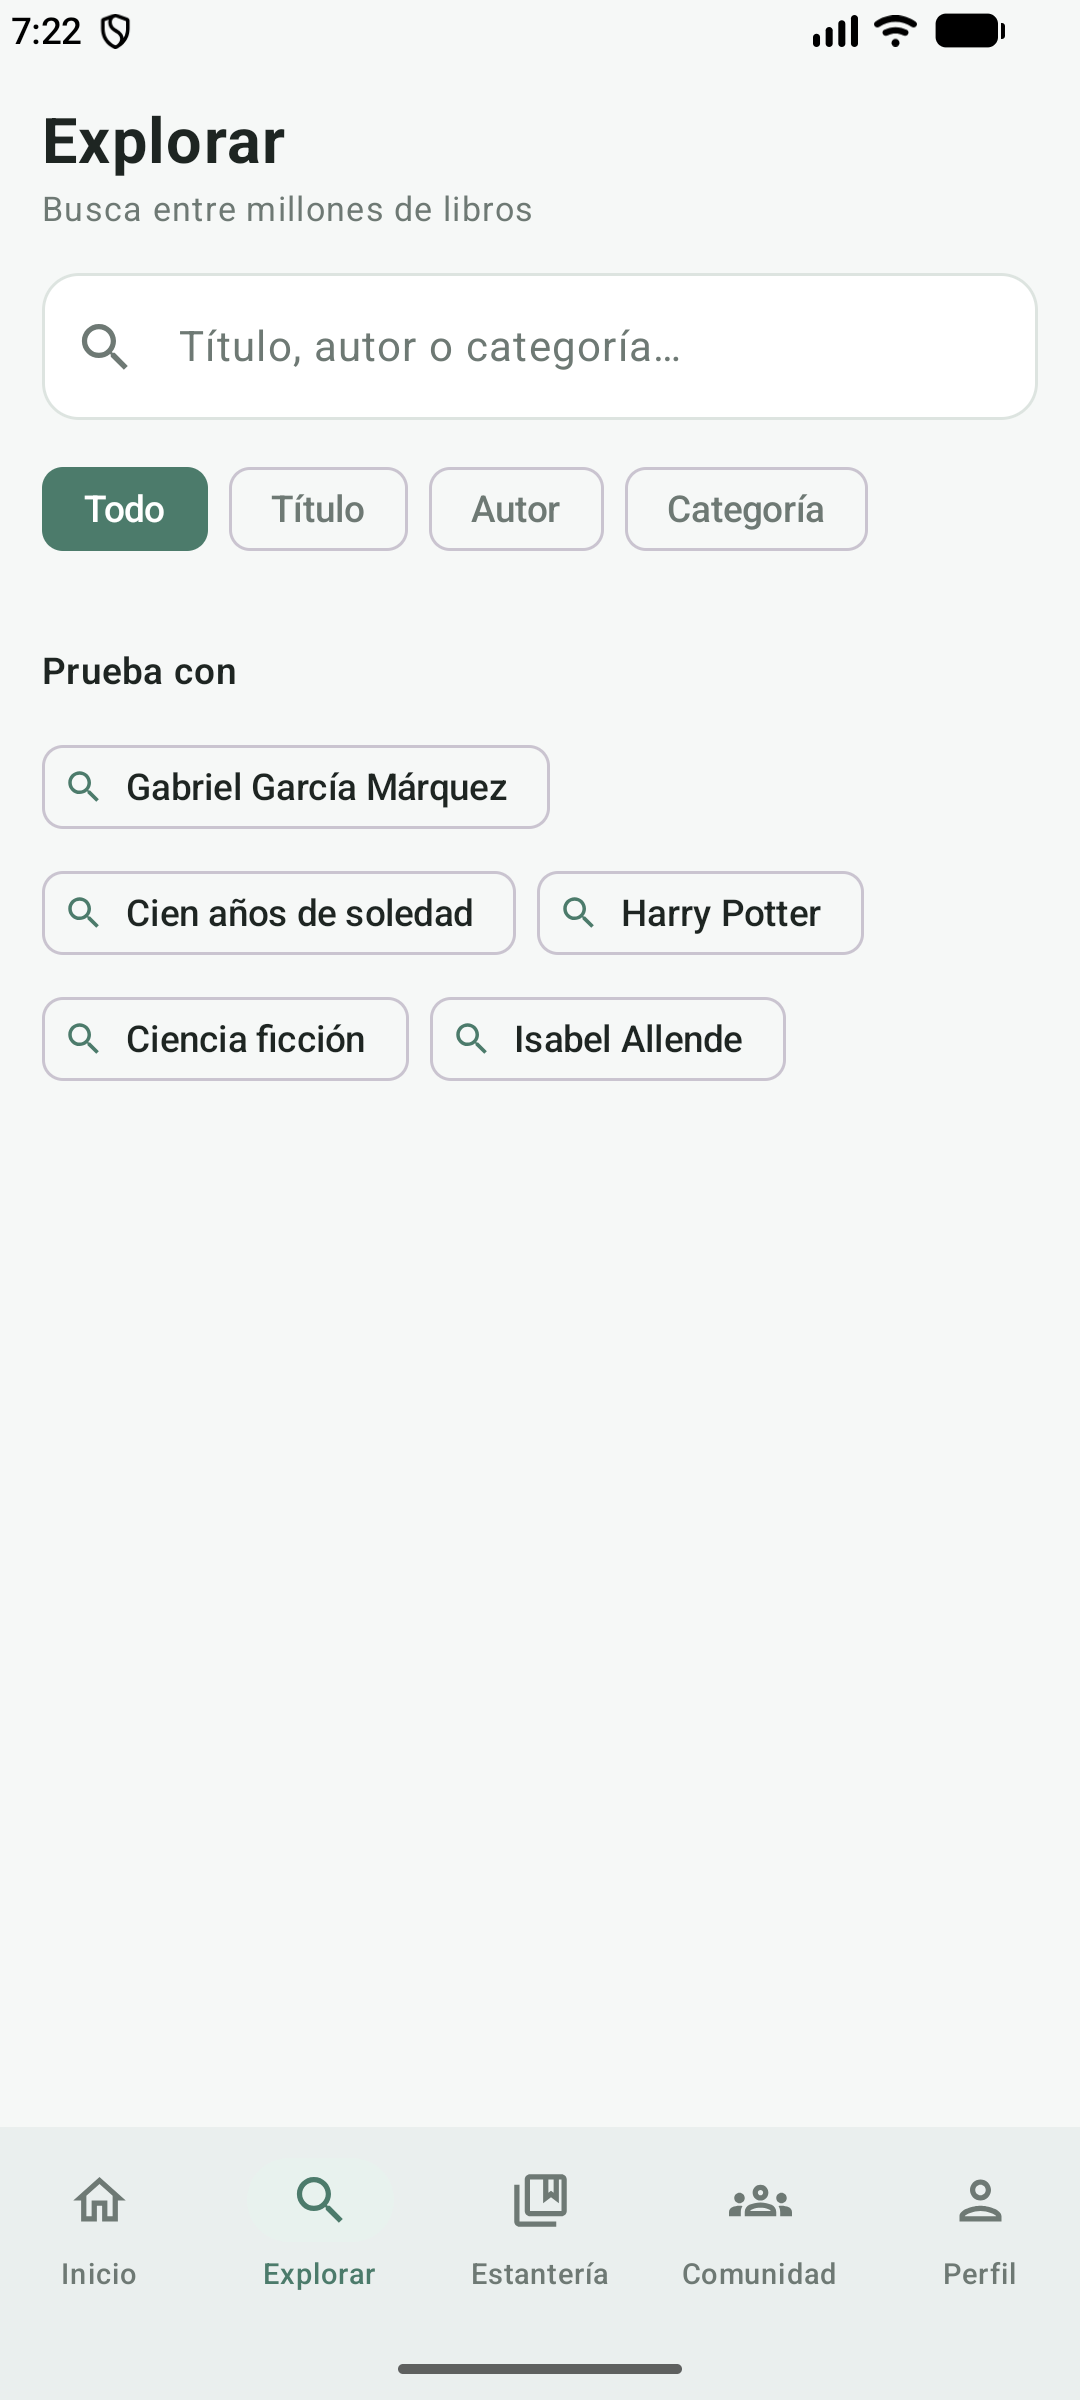 7:22
Explorar
Busca entre millones de libros
Título, autor o categoría...
Todo Título Autor Categoría
Prueba con
Gabriel García Márquez
Cien años de soledad Harry Potter
Ciencia ficción Isabel Allende
Inicio Explorar Estantería Comunidad Perfil